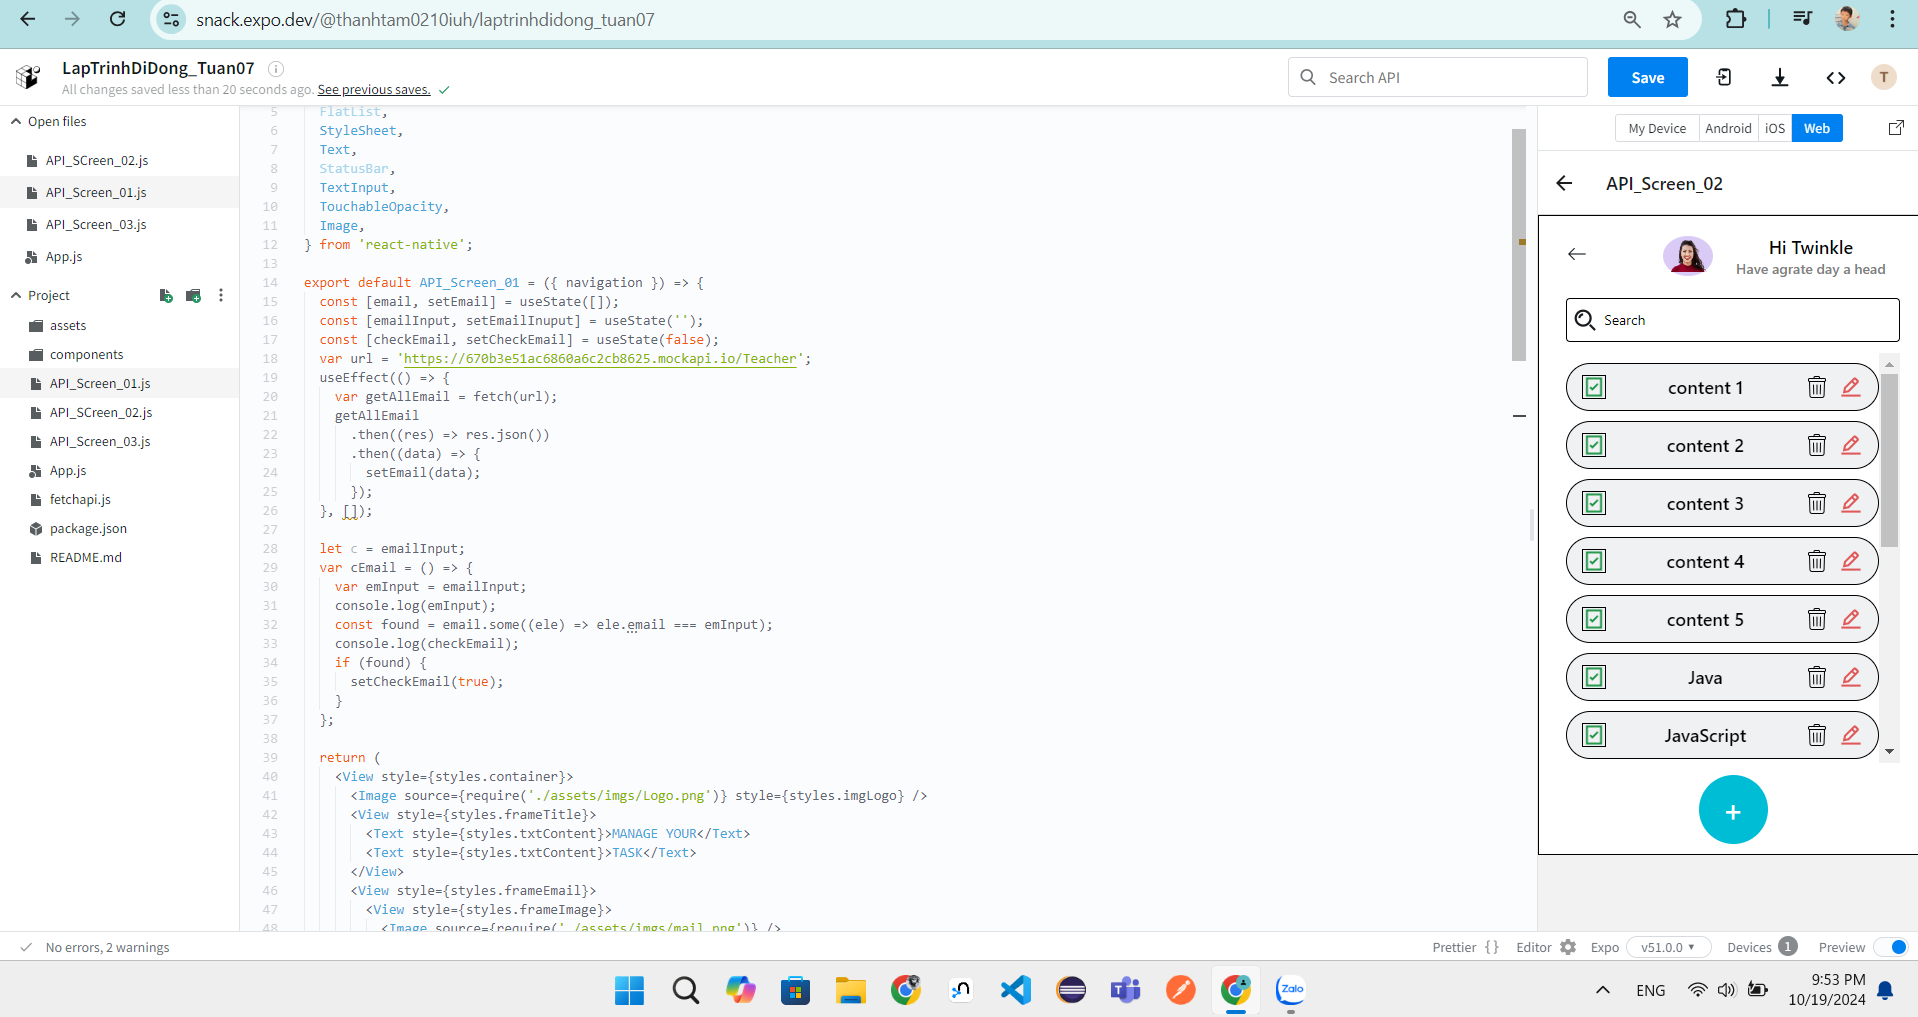 snack.expo.dev/@thanhtam0210iuh/laptrinhdidong_tuan07
LapTrinhDiDong_Tuan07
All changes saved less than 20 seconds ago. See previous saves.
Search API
Save
T
Open files
API_SCreen_02.js
API_Screen_01.js
API_Screen_03.js
App.js
Project
assets
components
API_Screen_01.js
API_SCreen_02.js
API_Screen_03.js
App.js
fetchapi.js
package.json
README.md
5 FlatList,
6 StyleSheet,
7 Text,
8 StatusBar,
9 TextInput,
10 TouchableOpacity,
11 Image,
12 } from 'react-native';
13
14 export default API_Screen_01 = ({ navigation }) => {
15 const [email, setEmail] = useState([]);
16 const [emailInput, setEmailInuput] = useState('');
17 const [checkEmail, setCheckEmail] = useState(false);
18 var url = 'https://670b3e51ac6860a6c2cb8625.mockapi.io/Teacher';
19 useEffect(() => {
20 var getAllEmail = fetch(url);
21 getAllEmail
22 .then((res) => res.json())
23 .then((data) => {
24 setEmail(data);
25 });
26 }, []);
27
28 let c = emailInput;
29 var cEmail = () => {
30 var emInput = emailInput;
31 console.log(emInput);
32 const found = email.some((ele) => ele.email === emInput);
33 console.log(checkEmail);
34 if (found) {
35 setCheckEmail(true);
36 }
37 };
38
39 return (
40 <View style={styles.container}>
41 <Image source={require('./assets/imgs/Logo.png')} style={styles.imgLogo} />
42 <View style={styles.frameTitle}>
43 <Text style={styles.txtContent}>MANAGE YOUR</Text>
44 <Text style={styles.txtContent}>TASK</Text>
45 </View>
46 <View style={styles.frameEmail}>
47 <View style={styles.frameImage}>
48 <Image source={require('./assets/imgs/mail.png')} />
My Device Android iOS Web
API_Screen_02
Hi Twinkle
Have agrate day a head
Search
content 1
content 2
content 3
content 4
content 5
Java
JavaScript
+
No errors, 2 warnings
Prettier {} Editor Expo v51.0.0 Devices 1 Preview
Zalo
ENG
9:53 PM
10/19/2024